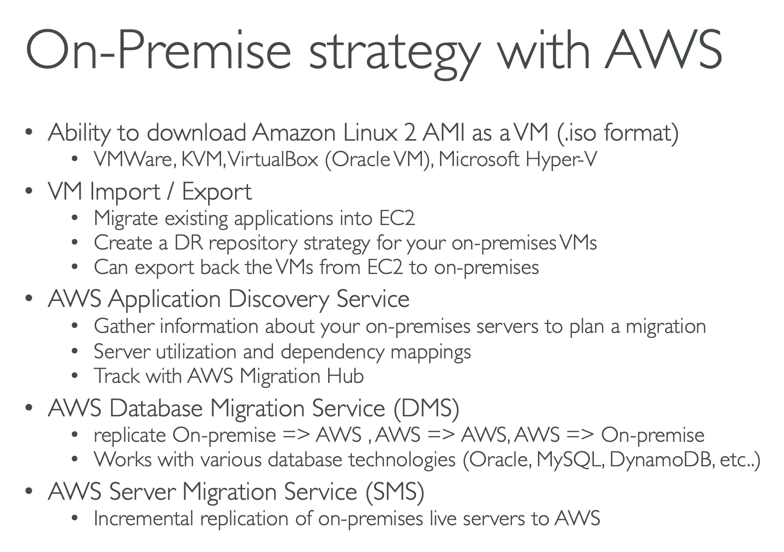 On-Premise strategy with AWS
• Ability to download Amazon Linux 2 AMI as a VM (.iso format)
• VMWare, KVM, VirtualBox (Oracle VM), Microsoft Hyper-V
• VM Import / Export
• Migrate existing applications into EC2
• Create a DR repository strategy for your on-premises VMs
• Can export back the VMs from EC2 to on-premises
• AWS Application Discovery Service
• Gather information about your on-premises servers to plan a migration
• Server utilization and dependency mappings
• Track with AWS Migration Hub
• AWS Database Migration Service (DMS)
• replicate On-premise => AWS , AWS => AWS, AWS => On-premise
• Works with various database technologies (Oracle, MySQL, DynamoDB, etc..)
• AWS Server Migration Service (SMS)
• Incremental replication of on-premises live servers to AWS